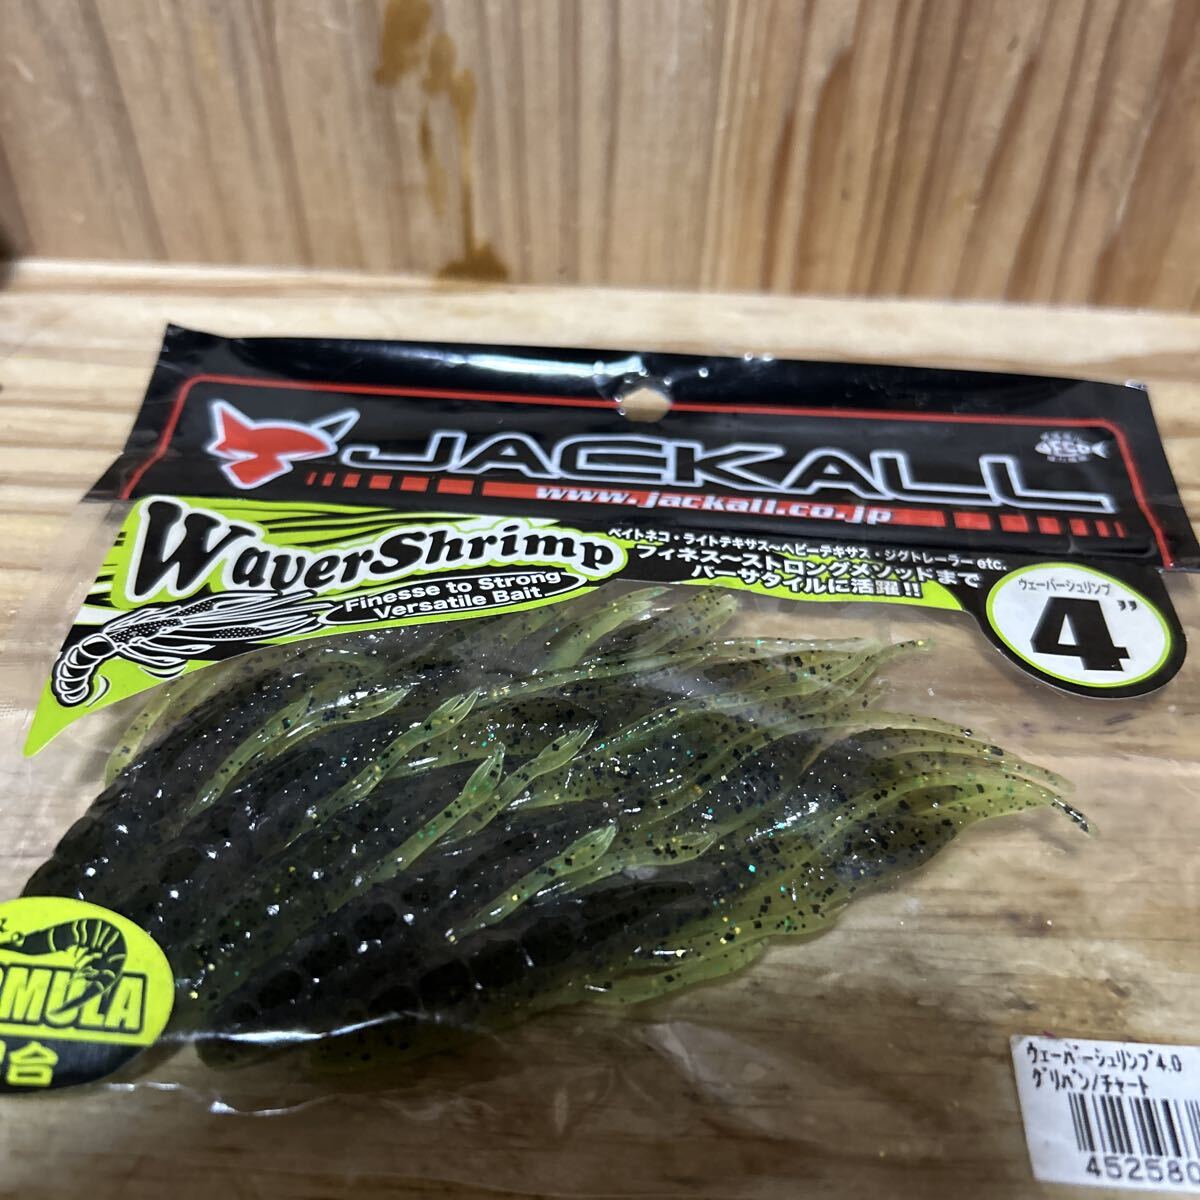 JACKALL
www.jackall.co.jp
WaverShrimp
Finesse to Strong
Versatile Bait
ベイトネコ・ライトテキサス〜ヘビーテキサス・ジグトレーラー etc.
フィネス〜ストロングメソッドまで
バーサタイルに活躍!!
ウェーバーシュリンプ
4"
ウェーバーシュリンプ4.0
グリパン/チャート
452580